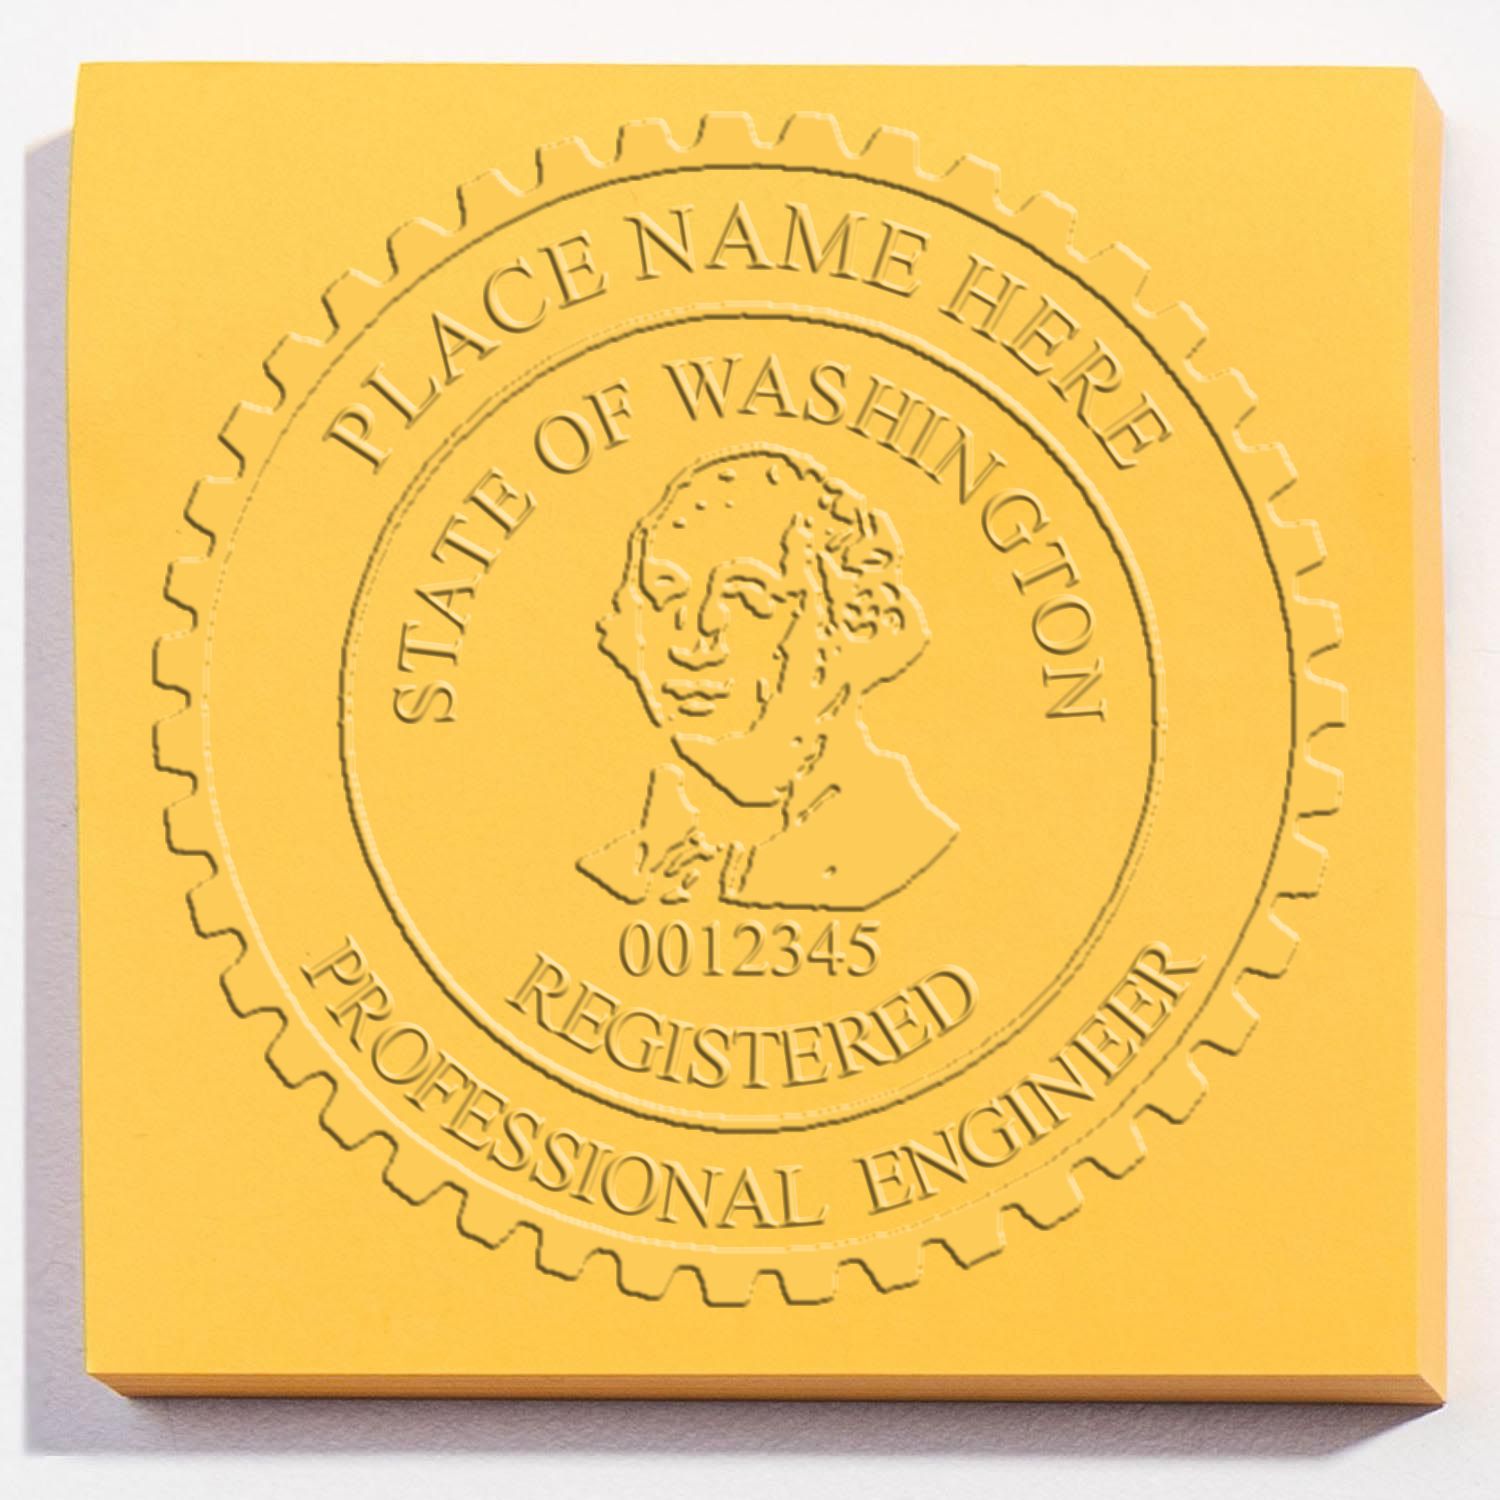 PLACE NAME HERE
STATE OF WASHINGTON
0012345
REGISTERED
PROFESSIONAL ENGINEER